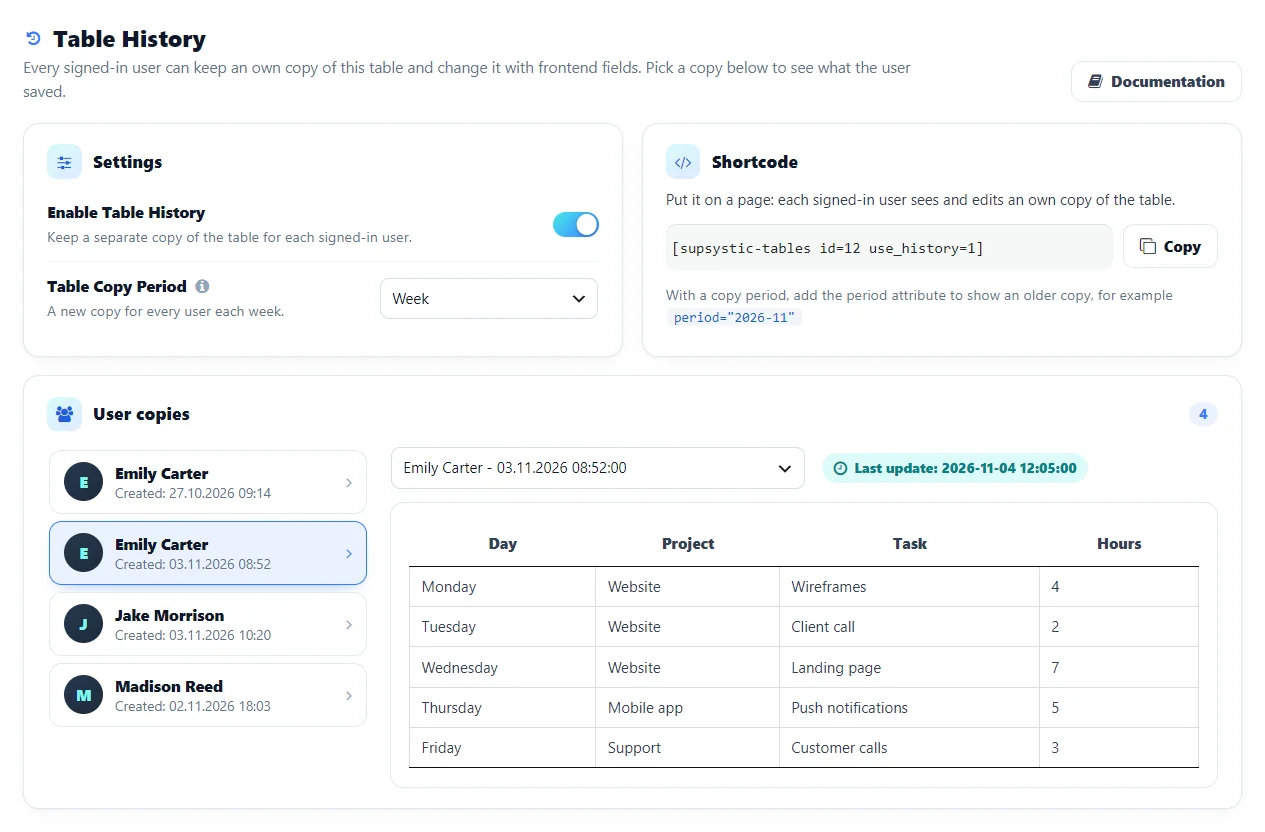 Table History
Every signed-in user can keep an own copy of this table and change it with frontend fields. Pick a copy below to see what the user
saved.
Documentation
Settings
Enable Table History
Keep a separate copy of the table for each signed-in user.
Table Copy Period
A new copy for every user each week.
Week
Shortcode
Put it on a page: each signed-in user sees and edits an own copy of the table.
[supsystic-tables id=12 use_history=1]
Copy
With a copy period, add the period attribute to show an older copy, for example
period="2026-11"
User copies
4
E
Emily Carter
Created: 27.10.2026 09:14
E
Emily Carter
Created: 03.11.2026 08:52
J
Jake Morrison
Created: 03.11.2026 10:20
M
Madison Reed
Created: 02.11.2026 18:03
Emily Carter - 03.11.2026 08:52:00
Last update: 2026-11-04 12:05:00
Day Project Task Hours
Monday Website Wireframes 4
Tuesday Website Client call 2
Wednesday Website Landing page 7
Thursday Mobile app Push notifications 5
Friday Support Customer calls 3